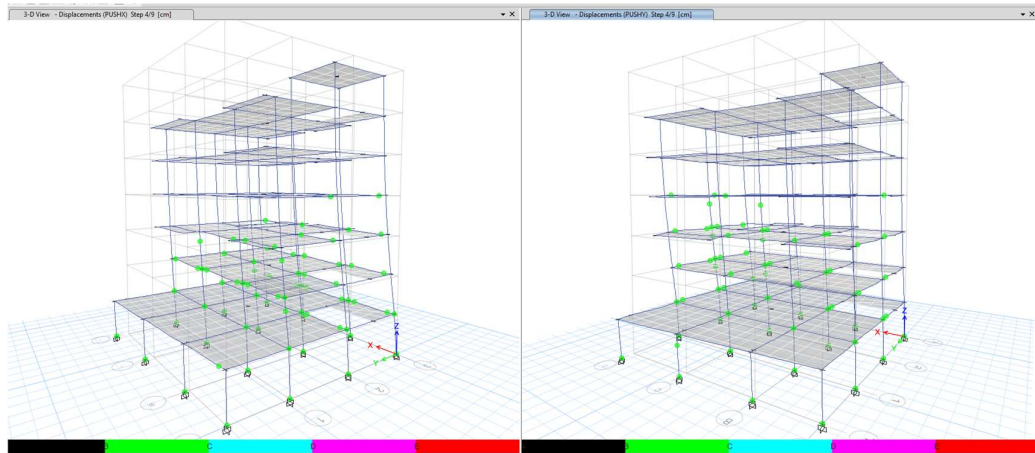 3-D View - Displacements (PUSHX) Step 4/9 [cm]
3-D View - Displacements (PUSHY) Step 4/9 [cm]
Z
X
Y
Z
X
Y
B
B
C
D
E
B
C
D
E